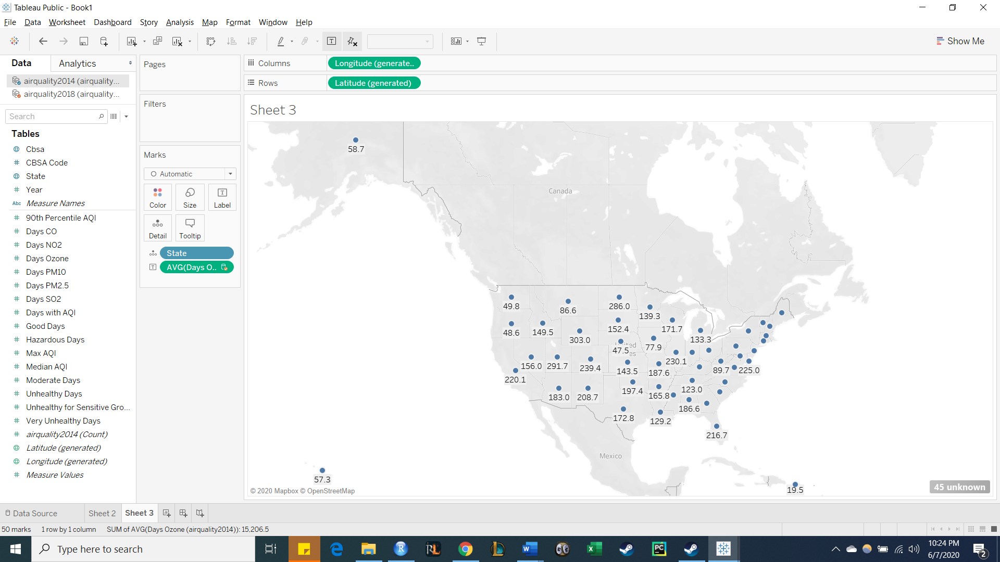 Tableau Public - Book1
File Data Worksheet Dashboard Story Analysis Map Format Window Help
Show Me
Data Analytics
airquality2014 (airquality...
airquality2018 (airquality...
Search
Tables
Cbsa
CBSA Code
State
Year
Abc Measure Names
90th Percentile AQI
Days CO
Days NO2
Days Ozone
Days PM10
Days PM2.5
Days SO2
Days with AQI
Good Days
Hazardous Days
Max AQI
Median AQI
Moderate Days
Unhealthy Days
Unhealthy for Sensitive Gro...
Very Unhealthy Days
airquality2014 (Count)
Latitude (generated)
Longitude (generated)
Measure Values
Pages
Filters
Marks
Automatic
Color Size Label
Detail Tooltip
State
AVG(Days O..
Columns Longitude (generate..
Rows Latitude (generated)
Sheet 3
58.7
Canada
49.8 86.6 286.0
139.3
48.6 149.5 152.4 171.7
303.0 133.3
47.5 77.9
156.0 291.7 239.4 230.1
143.5 187.6 89.7 225.0
220.1
197.4 123.0
183.0 208.7 165.8
186.6
172.8 129.2
216.7
Mexico
57.3
19.5
45 unknown
© 2020 Mapbox © OpenStreetMap
Data Source Sheet 2 Sheet 3
50 marks 1 row by 1 column SUM of AVG(Days Ozone (airquality2014)): 15,206.5
Type here to search
10:24 PM
6/7/2020
2